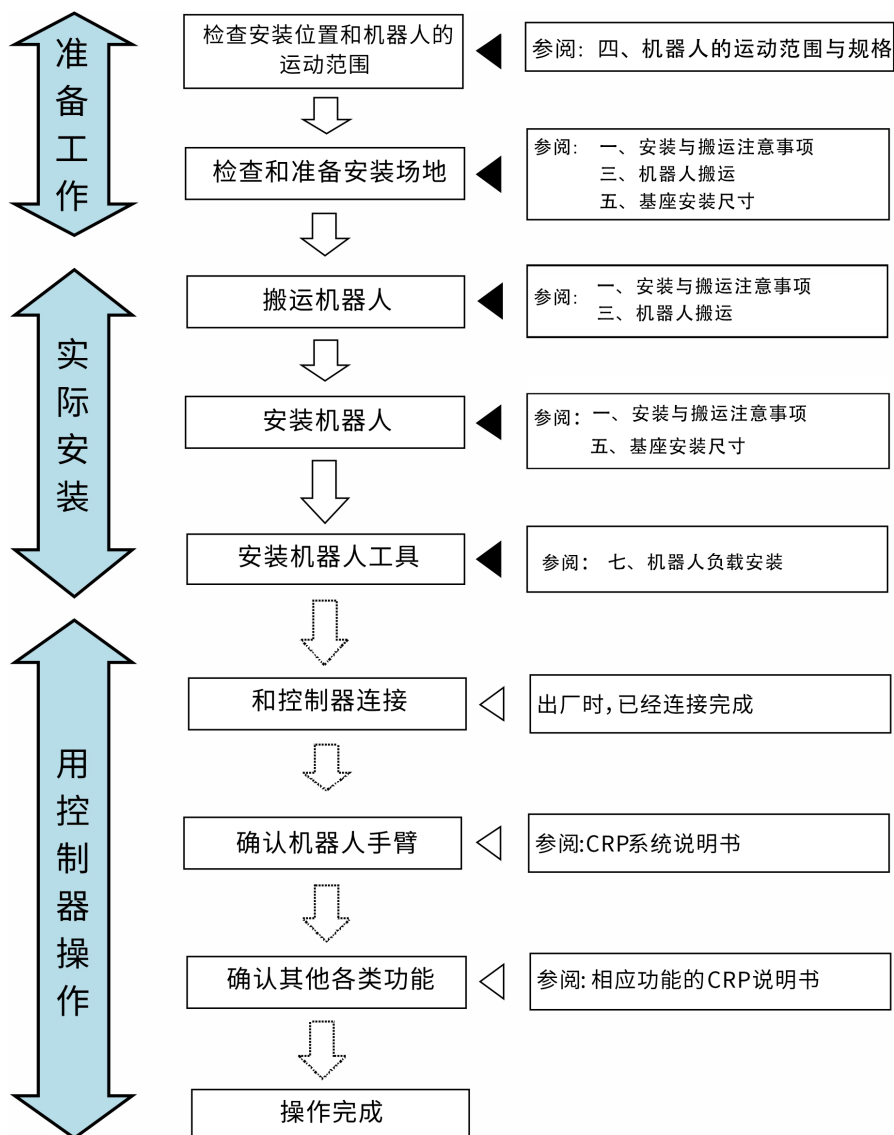 准备工作
检查安装位置和机器人的
运动范围
参阅: 四、机器人的运动范围与规格
检查和准备安装场地
参阅: 一、安装与搬运注意事项
三、机器人搬运
五、基座安装尺寸
实际安装
搬运机器人
参阅: 一、安装与搬运注意事项
三、机器人搬运
安装机器人
参阅: 一、安装与搬运注意事项
五、基座安装尺寸
安装机器人工具
参阅: 七、机器人负载安装
用控制器操作
和控制器连接
出厂时,已经连接完成
确认机器人手臂
参阅:CRP系统说明书
确认其他各类功能
参阅: 相应功能的CRP说明书
操作完成